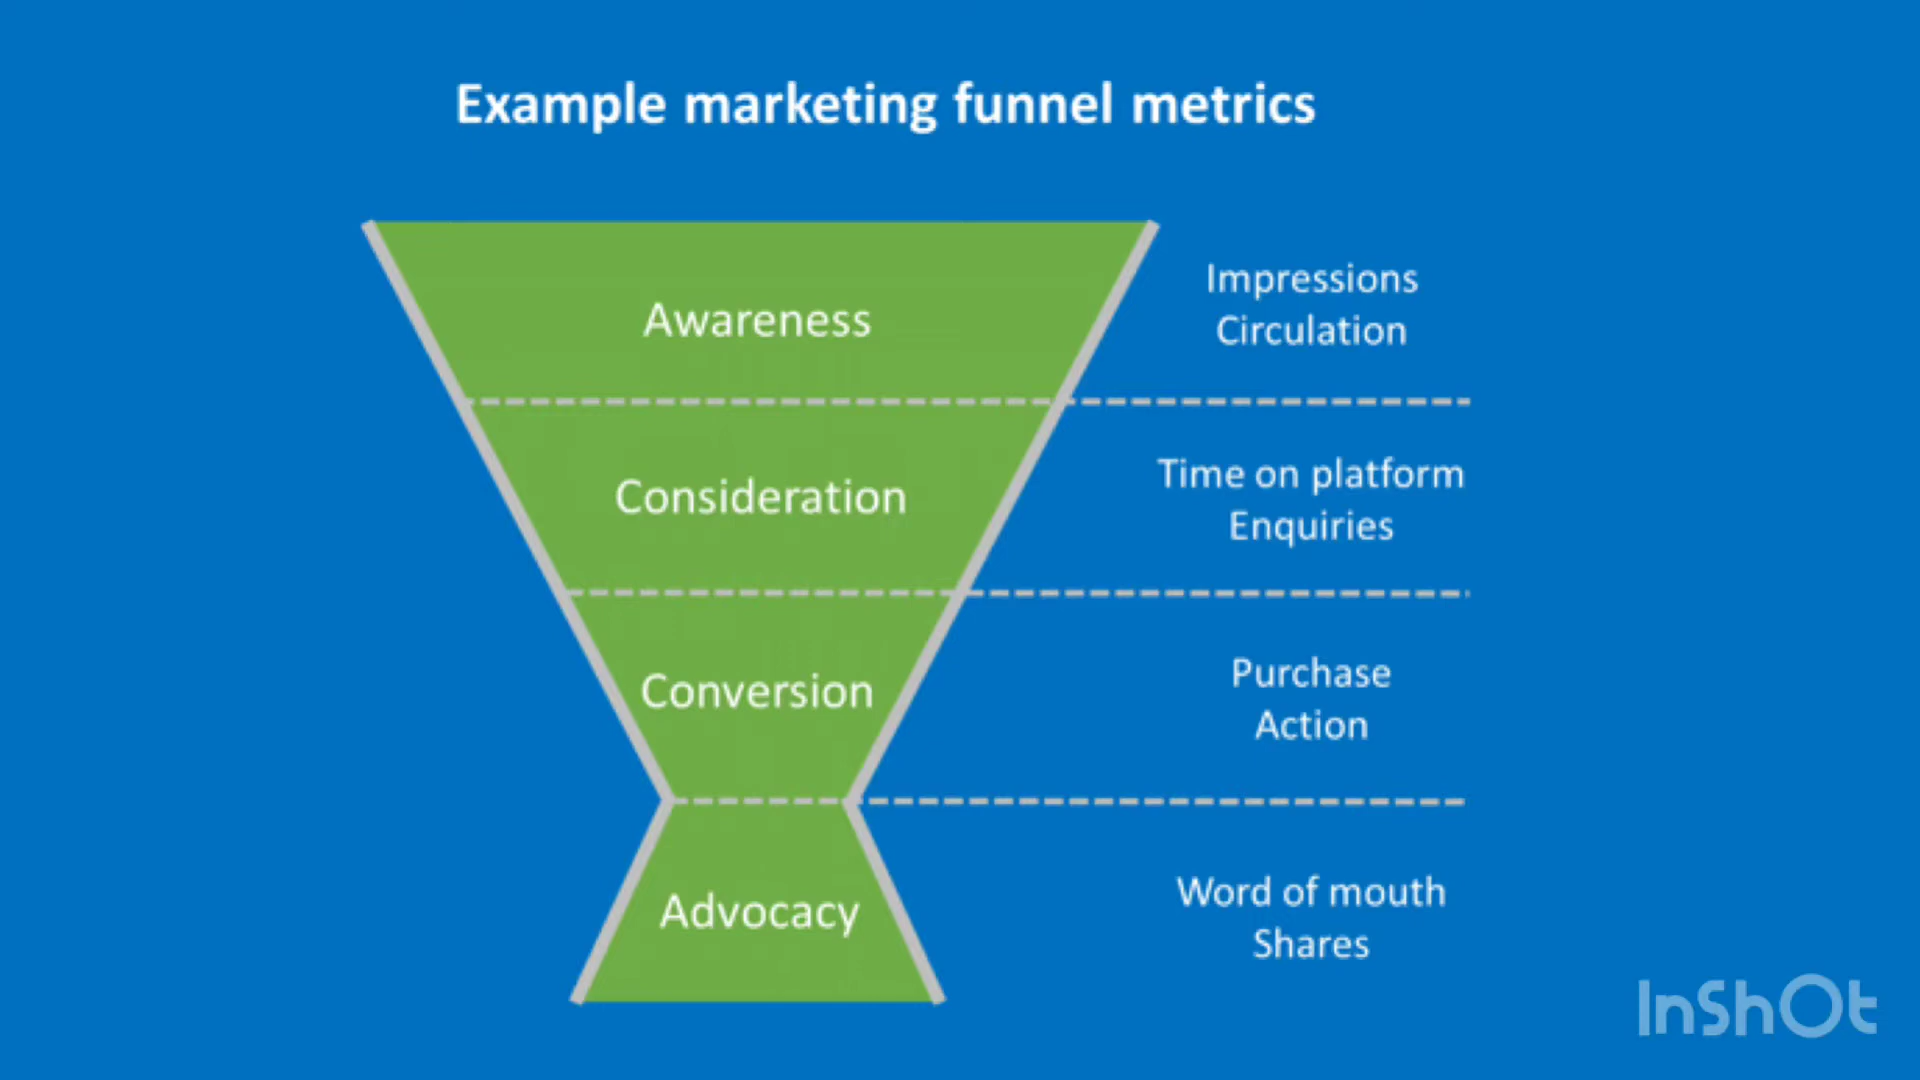 Example marketing funnel metrics
Awareness
Impressions
Circulation
Consideration
Time on platform
Enquiries
Conversion
Purchase
Action
Advocacy
Word of mouth
Shares
InShOt